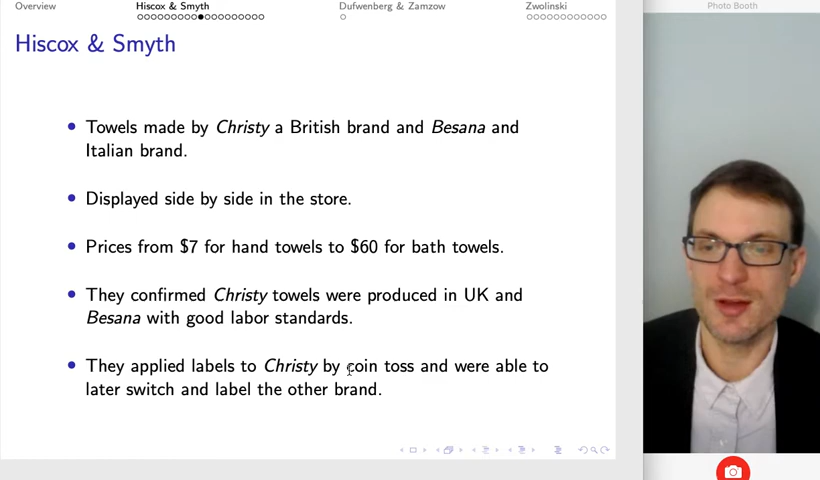 Overview Hiscox & Smyth Dufwenberg & Zamzow Zwolinski Photo Booth
Hiscox & Smyth
• Towels made by Christy a British brand and Besana and
Italian brand.
• Displayed side by side in the store.
• Prices from $7 for hand towels to $60 for bath towels.
• They confirmed Christy towels were produced in UK and
Besana with good labor standards.
• They applied labels to Christy by coin toss and were able to
later switch and label the other brand.